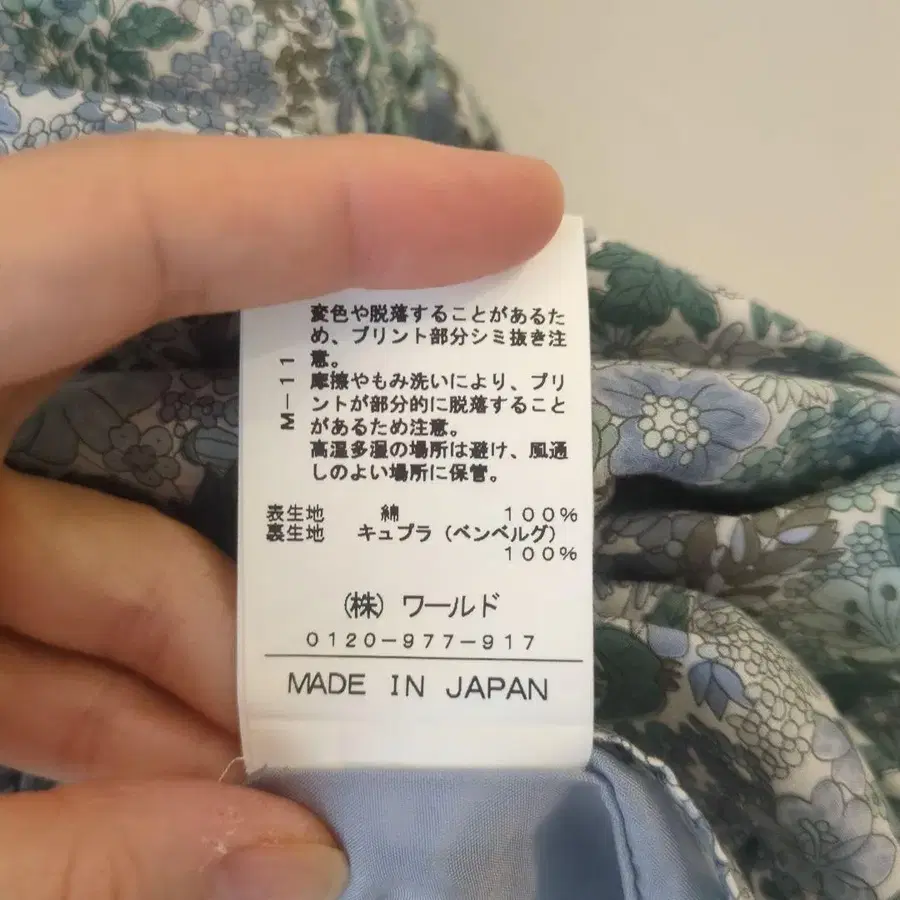 変色や脱落することがあるた
め、プリント部分シミ抜き注
意。
摩擦やもみ洗いにより、プリ
ントが部分的に脱落すること
があるため注意。
高温多湿の場所は避け、風通
しのよい場所に保管。
M-11
表生地 綿 100%
裏生地 キュプラ(ベンベルグ)
100%
(株)ワールド
0120-977-917
MADE IN JAPAN